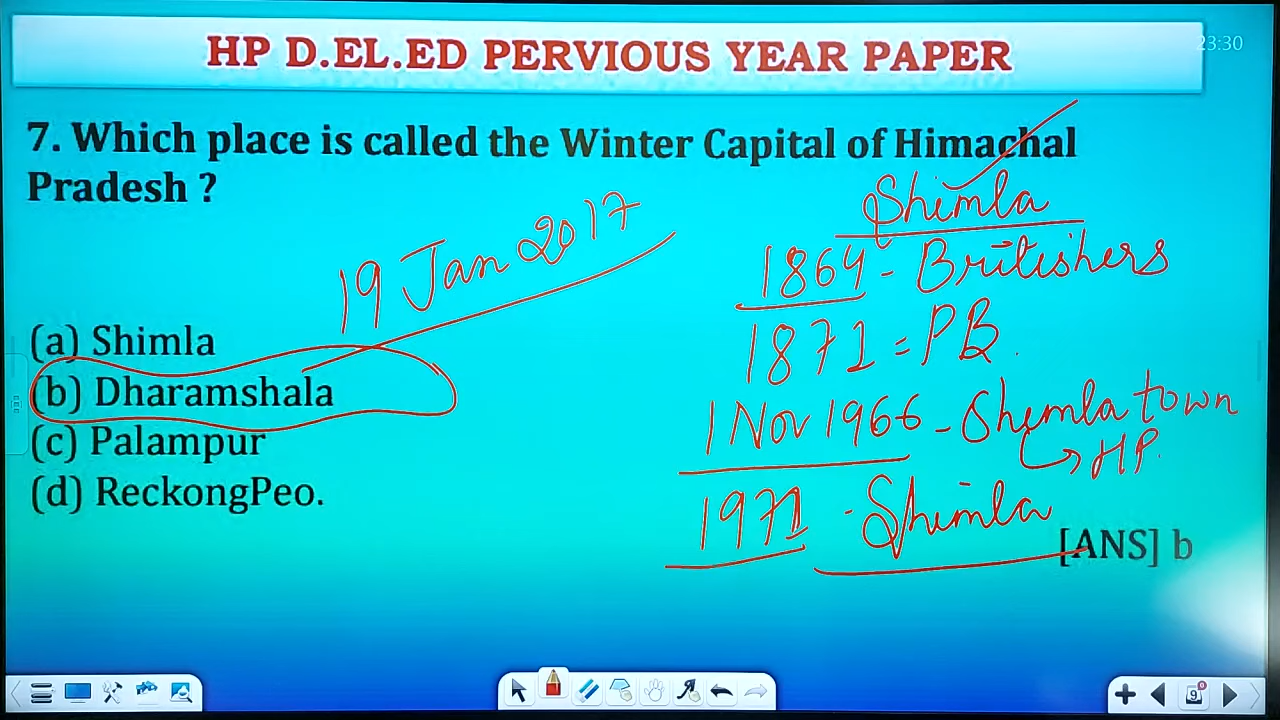 HP D.EL.ED PERVIOUS YEAR PAPER
23:30
7. Which place is called the Winter Capital of Himachal
Pradesh ?
Shimla
19 Jan 2017
1864 - Britishers
(a) Shimla
1871 = PB.
(b) Dharamshala
1 Nov 1966 - Shimla town
(c) Palampur
HP.
(d) ReckongPeo.
1971 - Shimla
[ANS] b
9